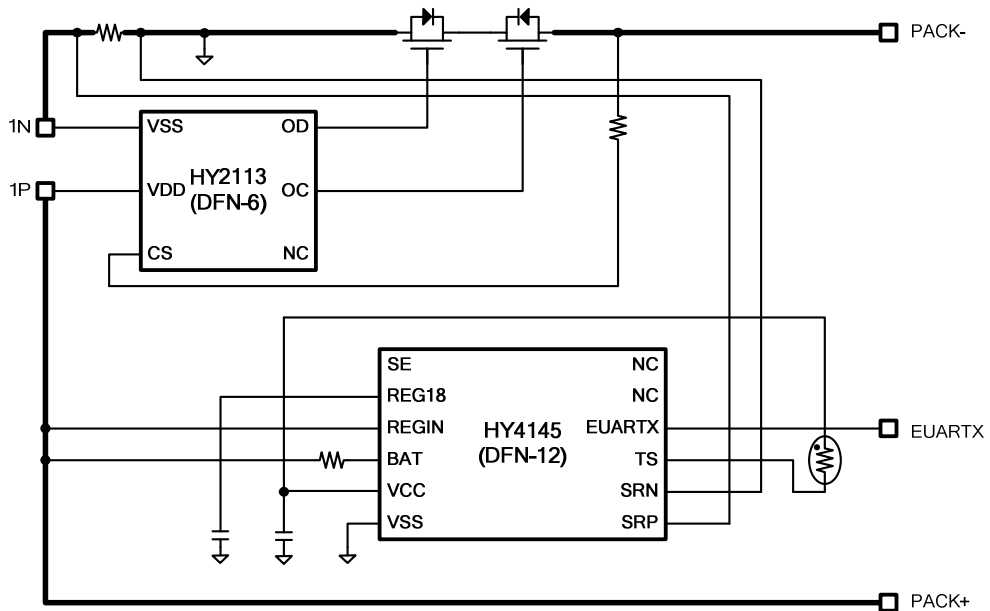 PACK-
1N
VSS OD
HY2113
(DFN-6)
1P
VDD OC
CS NC
SE NC
REG18 NC
REGIN EUARTX
HY4145
(DFN-12)
EUARTX
BAT TS
VCC SRN
VSS SRP
PACK+